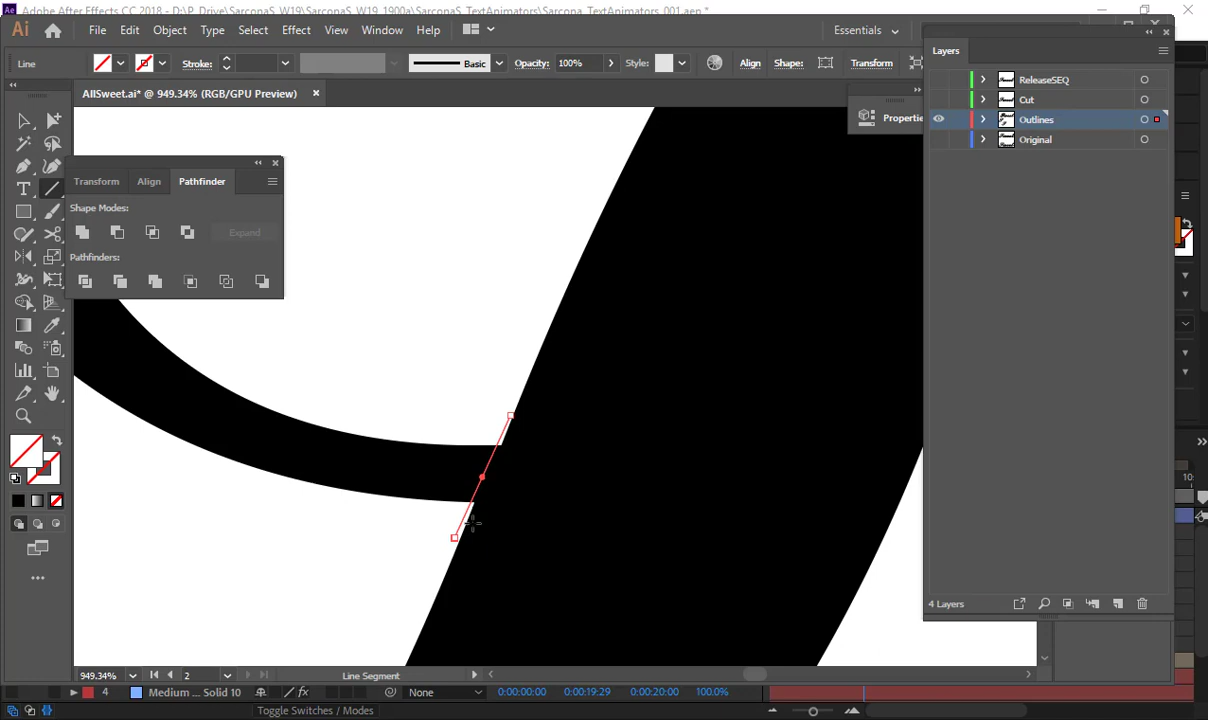 Ae Adobe After Effects CC 2018 - D:\P_Drive\SarconaS_W19\SarconaS_W19_1900a\SarconaS_TextAnimators\Sarcona_TextAnimators_001.aep *
Ai File Edit Object Type Select Effect View Window Help Essentials
Line Stroke: Basic Opacity: 100% Style: Align Shape: Transform
Layers
AllSweet.ai* @ 949.34% (RGB/GPU Preview) ×
ReleaseSEQ
Cut
Outlines
Original
Properties
Transform Align Pathfinder
Shape Modes:
Expand
Pathfinders:
10:
4 Layers
949.34% 2 Line Segment
4 Medium ... Solid 10 fx None 0:00:00:00 0:00:19:29 0:00:20:00 100.0%
Toggle Switches / Modes